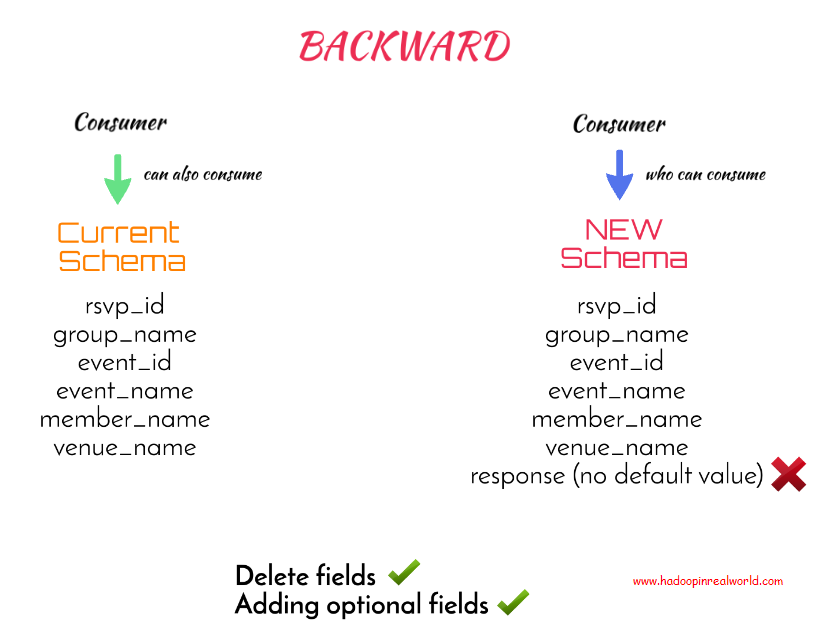 BACKWARD
Consumer
can also consume
Current
Schema
rsvp_id
group_name
event_id
event_name
member_name
venue_name
Consumer
who can consume
NEW
Schema
rsvp_id
group_name
event_id
event_name
member_name
venue_name
response (no default value)
Delete fields
Adding optional fields
www.hadoopinrealworld.com